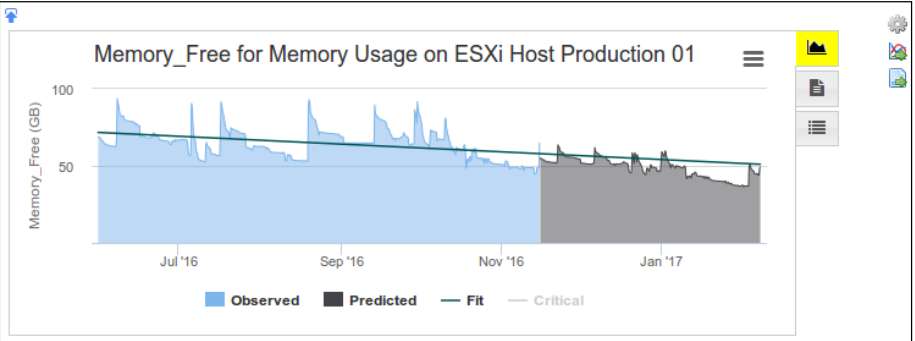 Memory_Free for Memory Usage on ESXi Host Production 01
Memory_Free (GB)
100
50
Jul '16
Sep '16
Nov '16
Jan '17
Observed
Predicted
Fit
Critical